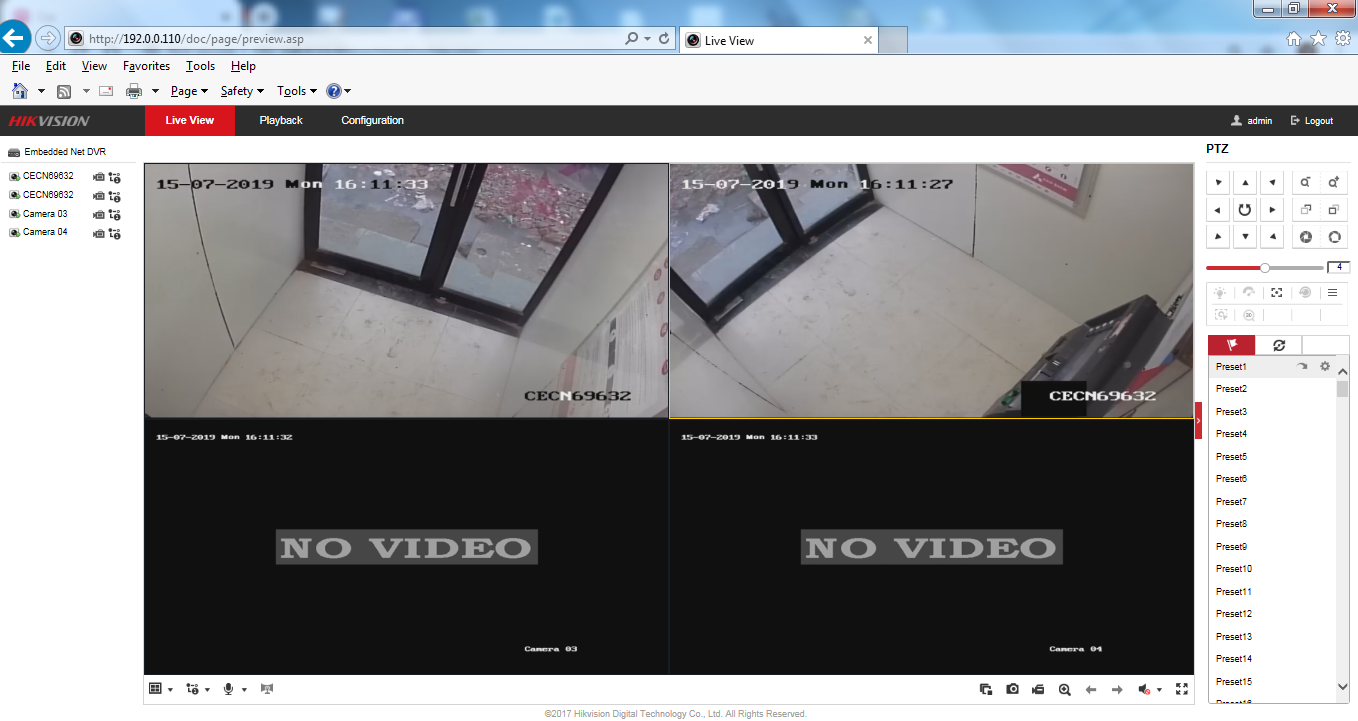 http://192.0.0.110/doc/page/preview.asp
Live View
File Edit View Favorites Tools Help
Page Safety Tools
HIKVISION
Live View Playback Configuration
admin Logout
Embedded Net DVR
CECN69632
CECN69632
Camera 03
Camera 04
15-07-2019 Mon 16:11:33
CECN69632
15-07-2019 Mon 16:11:27
CECN69632
15-07-2019 Mon 16:11:32
NO VIDEO
Camera 03
15-07-2019 Mon 16:11:33
NO VIDEO
Camera 04
PTZ
4
Preset1
Preset2
Preset3
Preset4
Preset5
Preset6
Preset7
Preset8
Preset9
Preset10
Preset11
Preset12
Preset13
Preset14
Preset15
©2017 Hikvision Digital Technology Co., Ltd. All Rights Reserved.